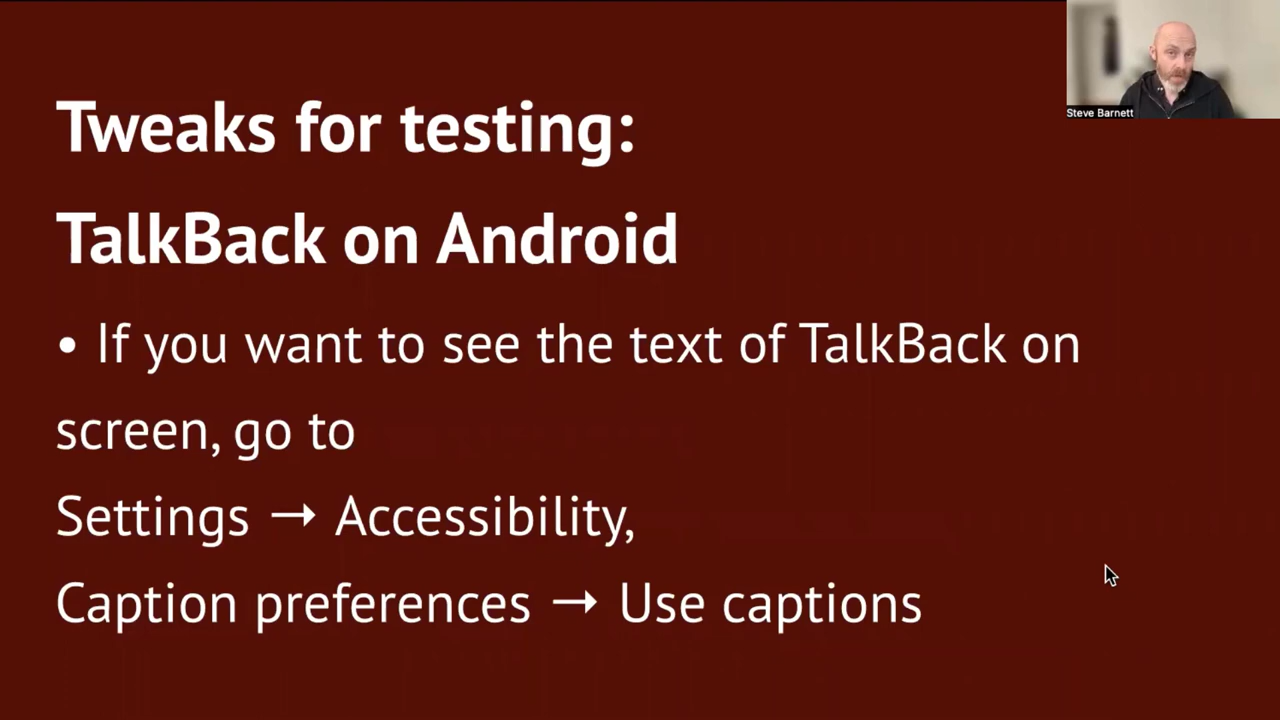 Tweaks for testing:
TalkBack on Android
• If you want to see the text of TalkBack on
screen, go to
Settings → Accessibility,
Caption preferences → Use captions
Steve Barnett